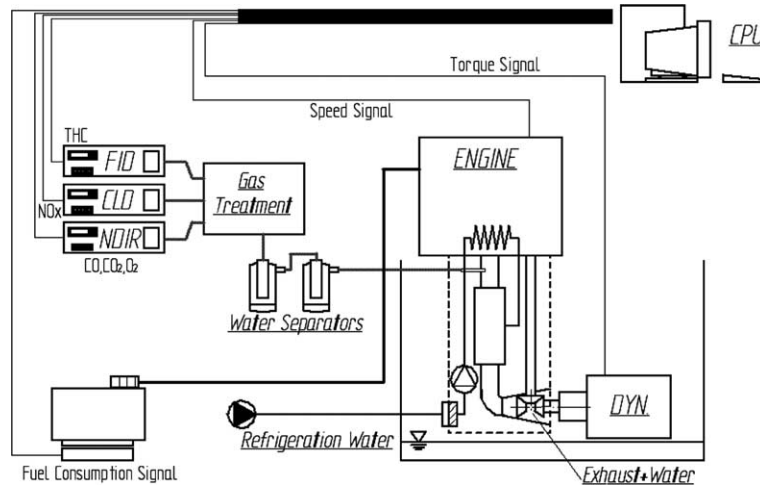 CPU
Torque Signal
Speed Signal
THC
FID
ENGINE
Gas
Treatment
CLD
NOx
NDIR
CO,CO₂,O₂
Water Separators
DYN.
Refrigeration Water
Fuel Consumption Signal
Exhaust+Water